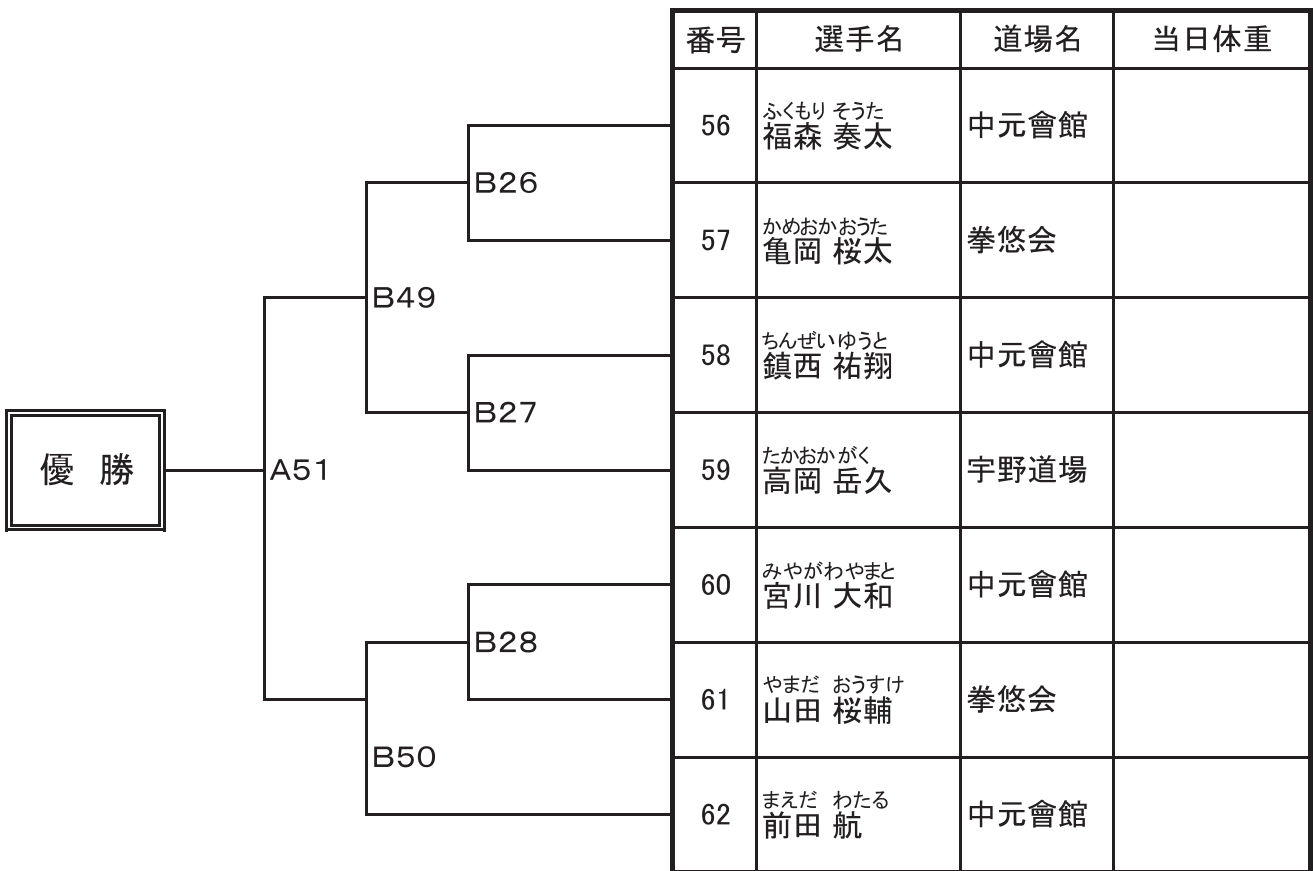 番号 選手名 道場名 当日体重
ふくもり そうた
56 福森 奏太 中元會館
B26
かめおか おうた
57 亀岡 桜太 拳悠会
B49
ちんぜい ゆうと
58 鎮西 祐翔 中元會館
B27
たかおか がく
59 高岡 岳久 宇野道場
優 勝
A51
みやがわ やまと
60 宮川 大和 中元會館
B28
やまだ おうすけ
61 山田 桜輔 拳悠会
B50
まえだ わたる
62 前田 航 中元會館